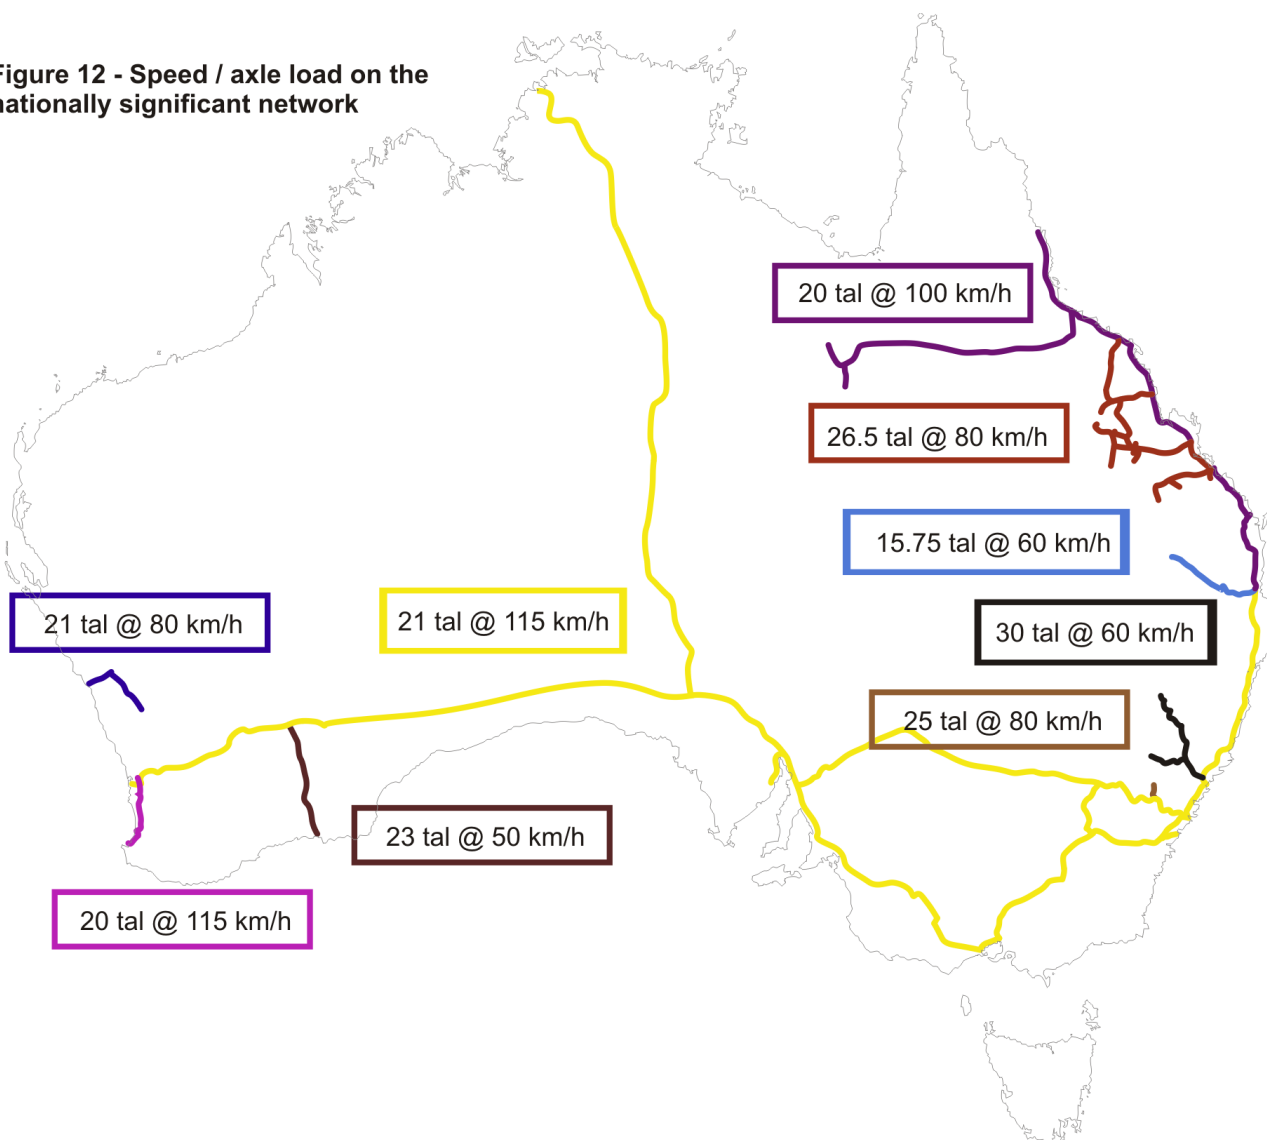 Figure 12 - Speed / axle load on the
nationally significant network
20 tal @ 100 km/h
26.5 tal @ 80 km/h
15.75 tal @ 60 km/h
21 tal @ 80 km/h
21 tal @ 115 km/h
30 tal @ 60 km/h
25 tal @ 80 km/h
23 tal @ 50 km/h
20 tal @ 115 km/h